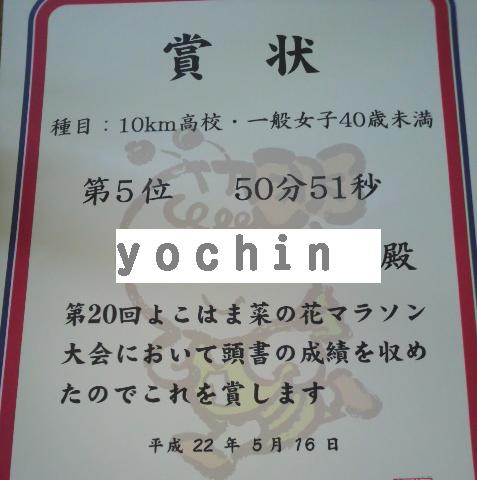 賞状
種目：10km高校・一般女子40歳未満
第5位 50分51秒
yochin 殿
第20回よこはま菜の花マラソン
大会において頭書の成績を収め
たのでこれを賞します
平成 22 年 5 月 16 日